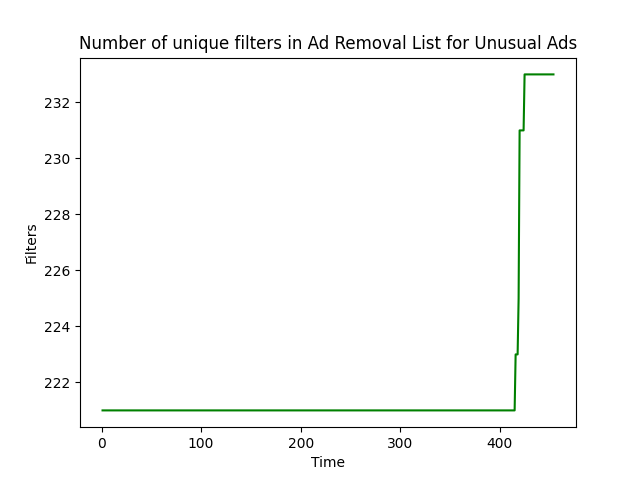 Number of unique filters in Ad Removal List for Unusual Ads
232
230
228
226
224
222
Filters
0 100 200 300 400
Time